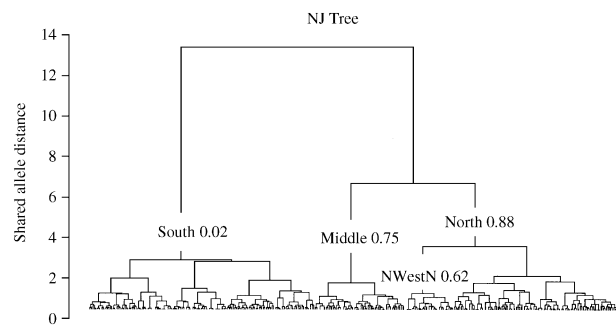 NJ Tree
14
12
10
8
6
4
2
0
Shared allele distance
South 0.02
Middle 0.75
North 0.88
NWestN 0.62